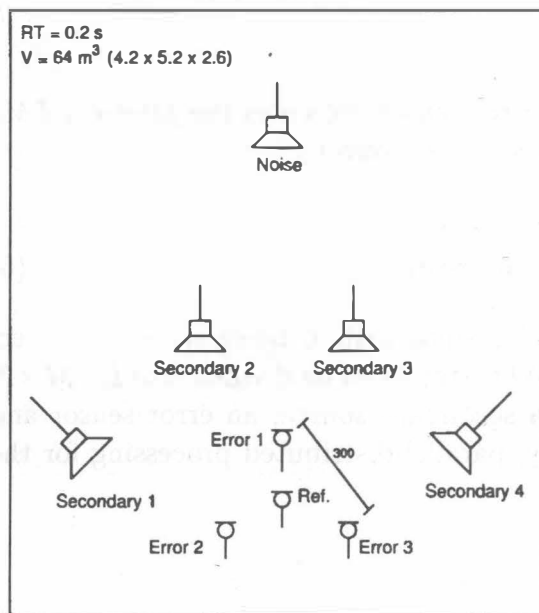 RT = 0.2 s
V = 64 m³ (4.2 x 5.2 x 2.6)
Noise
Secondary 2
Secondary 3
Error 1
300
Secondary 1
Ref.
Secondary 4
Error 2
Error 3